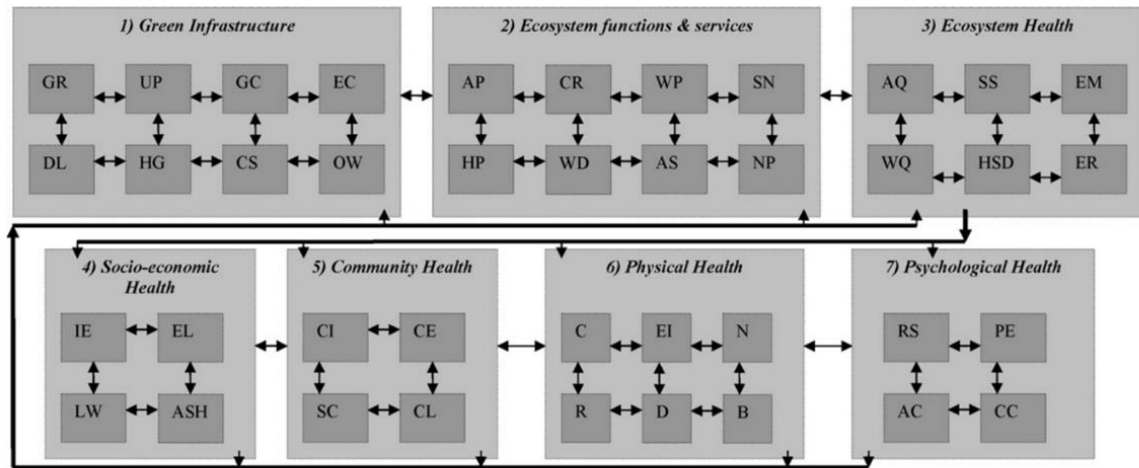 1) Green Infrastructure
2) Ecosystem functions & services
3) Ecosystem Health
GR UP GC EC
AP CR WP SN
AQ SS EM
DL HG CS OW
HP WD AS NP
WQ HSD ER
4) Socio-economic
Health
5) Community Health
6) Physical Health
7) Psychological Health
IE EL
CI CE
C EI N
RS PE
LW ASH
SC CL
R D B
AC CC